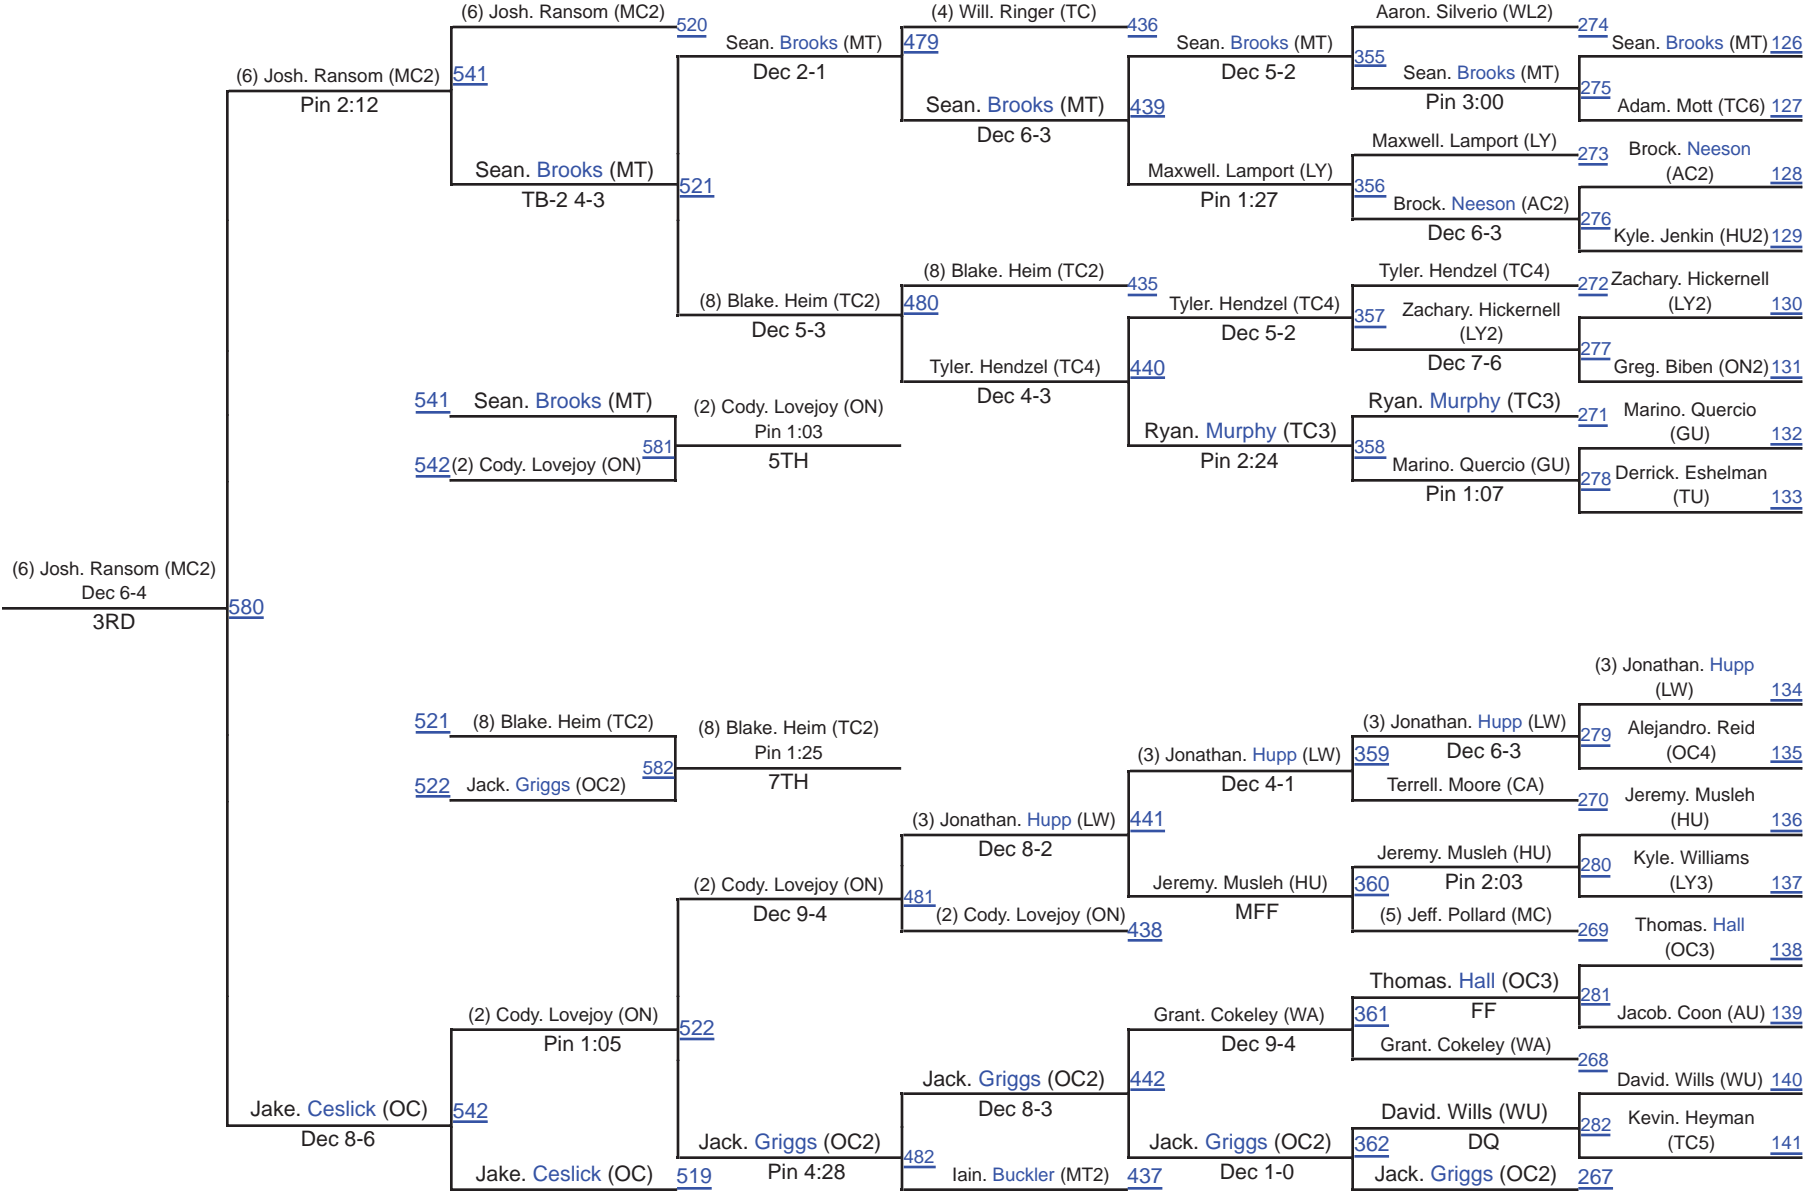 (6) Josh. Ransom (MC2)
520
(4) Will. Ringer (TC)
436
Aaron. Silverio (WL2)
274
Sean. Brooks (MT)
479
Dec 2-1
Sean. Brooks (MT)
Dec 5-2
355
Sean. Brooks (MT) 126
(6) Josh. Ransom (MC2)
Pin 2:12
541
Sean. Brooks (MT)
Pin 3:00
275
Adam. Mott (TC6) 127
Sean. Brooks (MT)
Dec 6-3
439
Maxwell. Lamport (LY)
273
Brock. Neeson
(AC2) 128
Sean. Brooks (MT)
TB-2 4-3
521
Maxwell. Lamport (LY)
Pin 1:27
356
Brock. Neeson (AC2)
Dec 6-3
276
Kyle. Jenkin (HU2) 129
(8) Blake. Heim (TC2)
435
Tyler. Hendzel (TC4)
272
Zachary. Hickernell
(LY2) 130
(8) Blake. Heim (TC2)
Dec 5-3
480
Tyler. Hendzel (TC4)
Dec 5-2
357
Zachary. Hickernell
(LY2)
Dec 7-6
277
Greg. Biben (ON2) 131
Tyler. Hendzel (TC4)
Dec 4-3
440
541 Sean. Brooks (MT)
(2) Cody. Lovejoy (ON)
Pin 1:03
5TH
581
542 (2) Cody. Lovejoy (ON)
Ryan. Murphy (TC3)
271
Marino. Quercio
(GU) 132
Ryan. Murphy (TC3)
Pin 2:24
358
Marino. Quercio (GU)
Pin 1:07
278
Derrick. Eshelman
(TU) 133
(6) Josh. Ransom (MC2)
Dec 6-4
3RD
580
(3) Jonathan. Hupp
(LW) 134
521 (8) Blake. Heim (TC2)
(8) Blake. Heim (TC2)
Pin 1:25
7TH
582
522 Jack. Griggs (OC2)
(3) Jonathan. Hupp (LW)
Dec 6-3
279
Alejandro. Reid
(OC4) 135
(3) Jonathan. Hupp (LW)
Dec 4-1
359
Terrell. Moore (CA)
270
Jeremy. Musleh
(HU) 136
(3) Jonathan. Hupp (LW)
Dec 8-2
441
Jeremy. Musleh (HU)
Pin 2:03
280
Kyle. Williams
(LY3) 137
(2) Cody. Lovejoy (ON)
Dec 9-4
481
Jeremy. Musleh (HU)
MFF
360
(2) Cody. Lovejoy (ON)
438
(5) Jeff. Pollard (MC)
269
Thomas. Hall
(OC3) 138
Thomas. Hall (OC3)
FF
281
Jacob. Coon (AU) 139
(2) Cody. Lovejoy (ON)
Pin 1:05
522
Grant. Cokeley (WA)
Dec 9-4
361
Grant. Cokeley (WA)
268
David. Wills (WU) 140
Jack. Griggs (OC2)
Dec 8-3
442
Jake. Ceslick (OC)
Dec 8-6
542
David. Wills (WU)
DQ
282
Kevin. Heyman
(TC5) 141
Jack. Griggs (OC2)
Pin 4:28
482
Jack. Griggs (OC2)
Dec 1-0
362
Jake. Ceslick (OC)
519
Iain. Buckler (MT2)
437
Jack. Griggs (OC2)
267